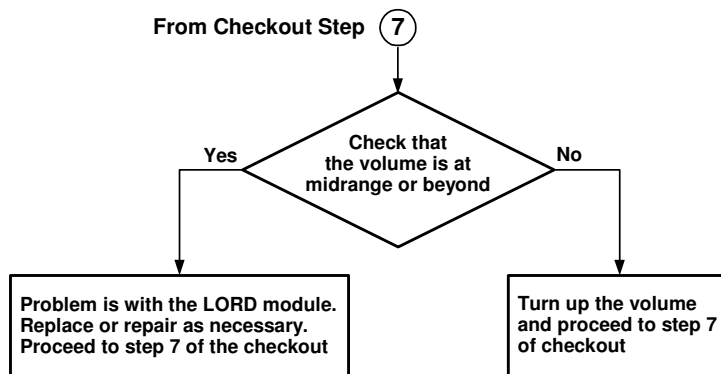 From Checkout Step 7
Check that
the volume is at
midrange or beyond
Yes
No
Problem is with the LORD module.
Replace or repair as necessary.
Proceed to step 7 of the checkout
Turn up the volume
and proceed to step 7
of checkout